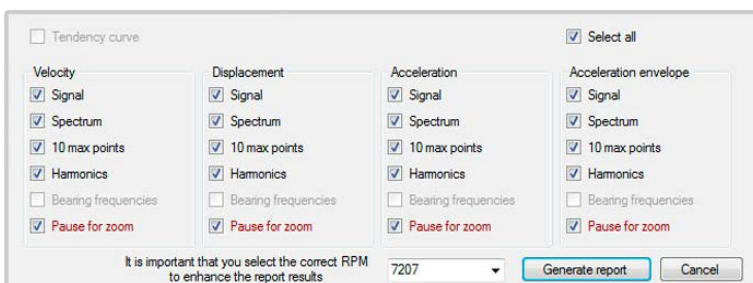 Tendency curve
Select all
Velocity
Signal
Spectrum
10 max points
Harmonics
Bearing frequencies
Pause for zoom
Displacement
Signal
Spectrum
10 max points
Harmonics
Bearing frequencies
Pause for zoom
Acceleration
Signal
Spectrum
10 max points
Harmonics
Bearing frequencies
Pause for zoom
Acceleration envelope
Signal
Spectrum
10 max points
Harmonics
Bearing frequencies
Pause for zoom
It is important that you select the correct RPM
to enhance the report results
7207
Generate report
Cancel